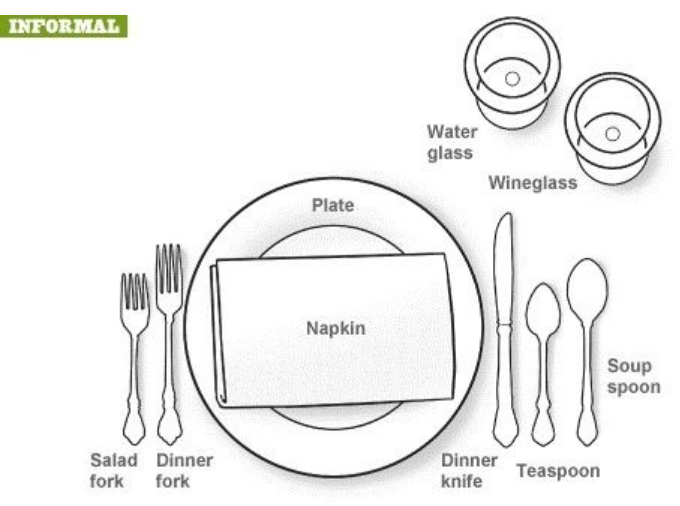 INFORMAL
Water
glass
Wineglass
Plate
Napkin
Soup
spoon
Salad
fork
Dinner
fork
Dinner
knife
Teaspoon